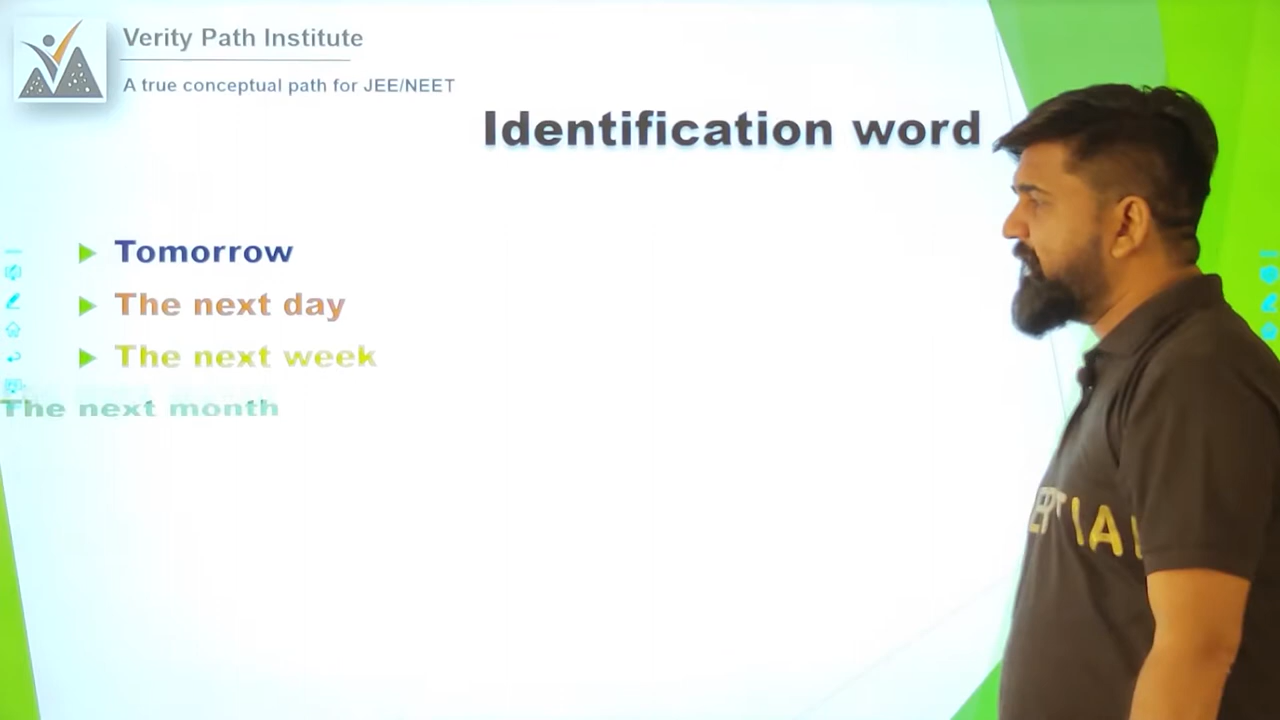 Verity Path Institute
A true conceptual path for JEE/NEET
Identification word
Tomorrow
The next day
The next week
The next month